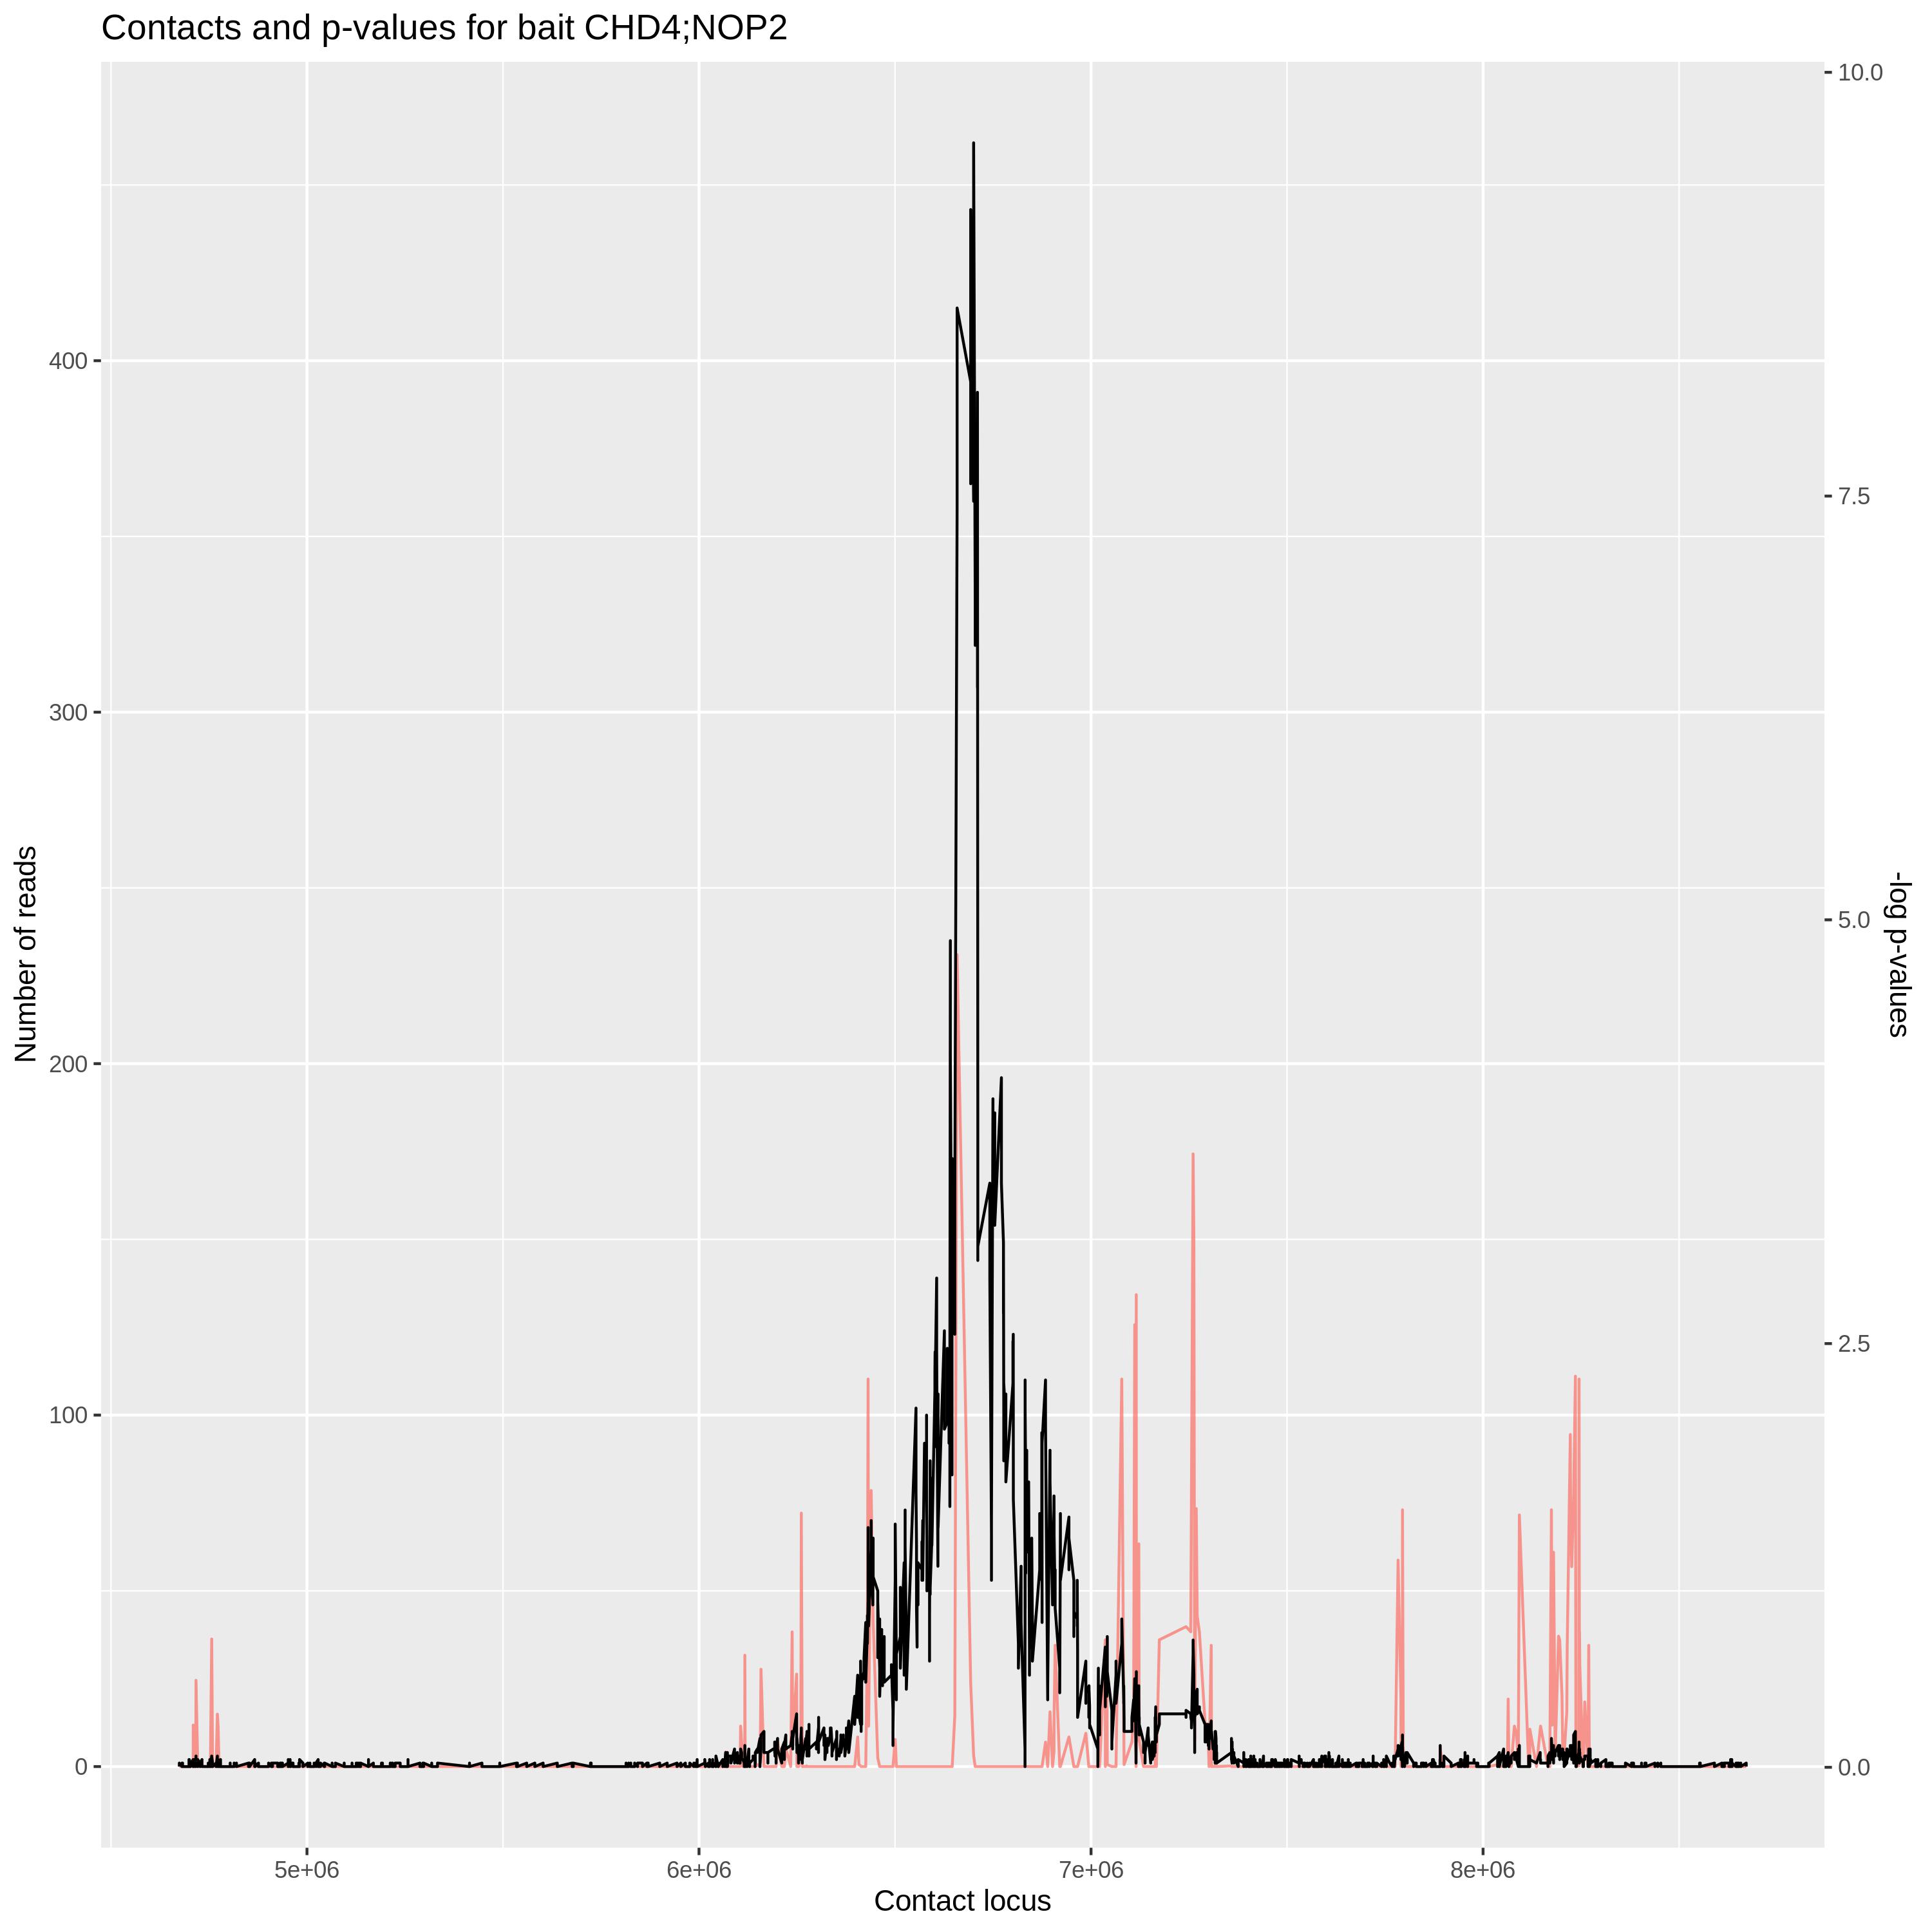 Contacts and p-values for bait CHD4;NOP2
10.0
7.5
5.0
2.5
0.0
400
300
200
100
0
Number of reads
-log p-values
5e+06
6e+06
7e+06
8e+06
Contact locus